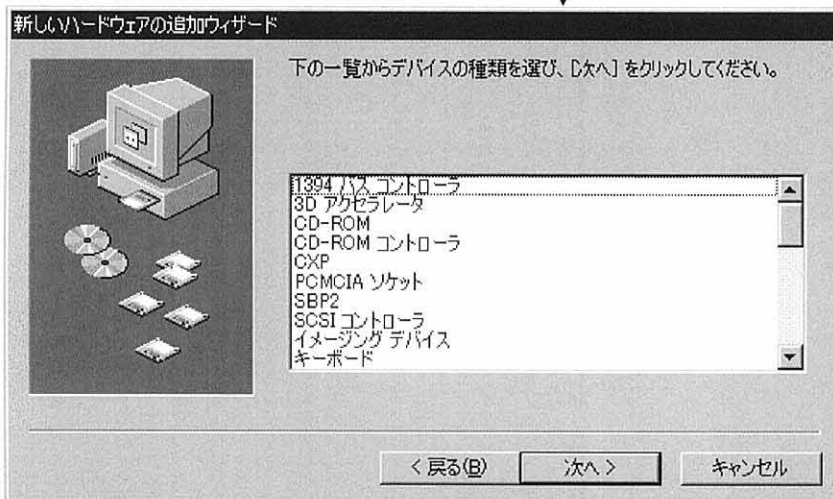 新しいハードウェアの追加ウィザード
下の一覧からデバイスの種類を選び、[次へ] をクリックしてください。
1394 バス コントローラ
3D アクセラレータ
CD-ROM
CD-ROM コントローラ
CXP
PCMCIA ソケット
SBP2
SCSI コントローラ
イメージング デバイス
キーボード
< 戻る(B)
次へ >
キャンセル